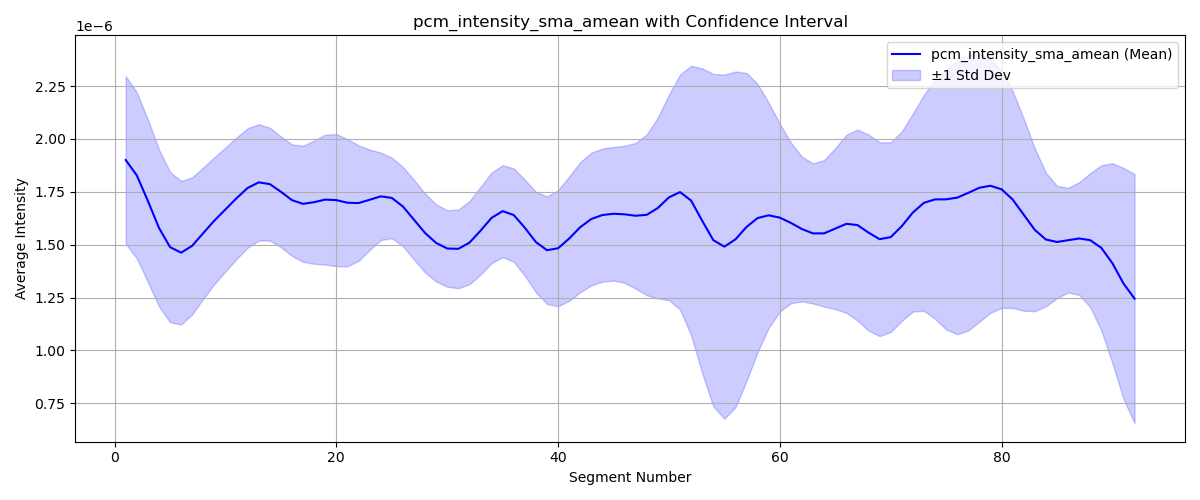 pcm_intensity_sma_amean with Confidence Interval
1e−6
pcm_intensity_sma_amean (Mean)
±1 Std Dev
Average Intensity
2.25
2.00
1.75
1.50
1.25
1.00
0.75
0 20 40 60 80
Segment Number